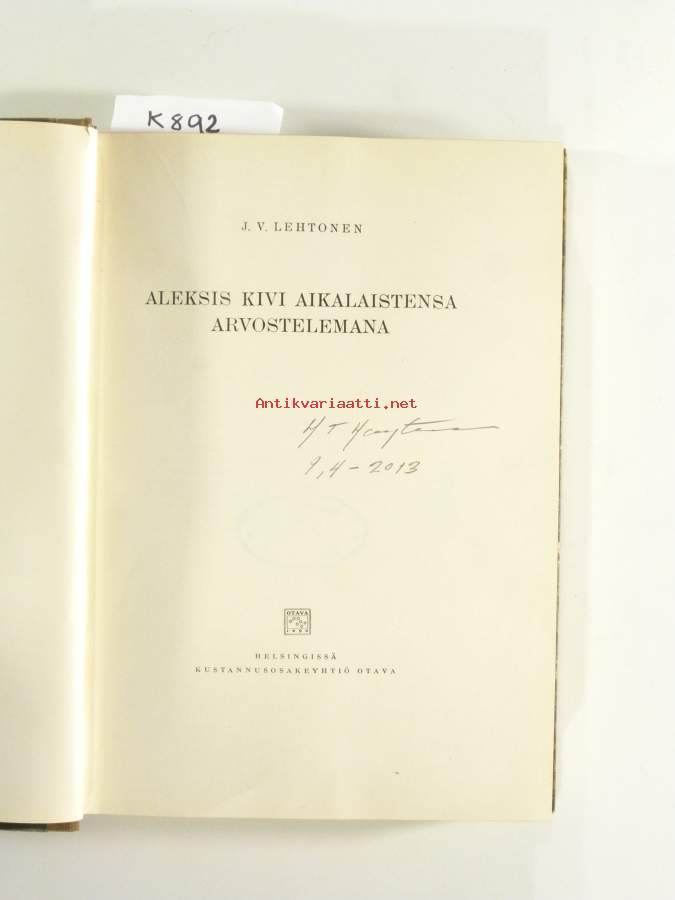 K892
J. V. LEHTONEN
ALEKSIS KIVI AIKALAISTENSA
ARVOSTELEMANA
Antikvariaatti.net
9,4-2013
OTAVA
HELSINGISSÄ
KUSTANNUSOSAKEYHTIÖ OTAVA